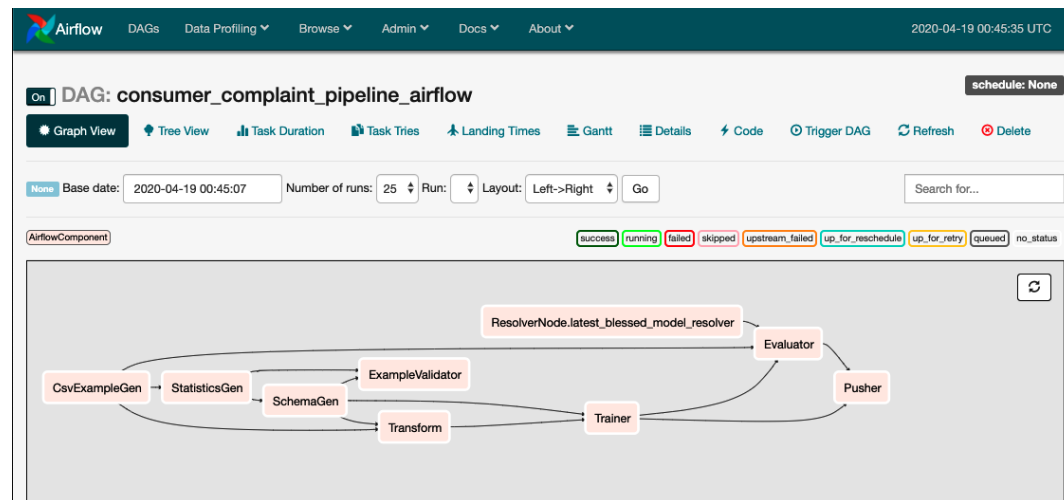 Airflow DAGs Data Profiling Browse Admin Docs About 2020-04-19 00:45:35 UTC
schedule: None
On DAG: consumer_complaint_pipeline_airflow
Graph View Tree View Task Duration Task Tries Landing Times Gantt Details Code Trigger DAG Refresh Delete
None Base date: 2020-04-19 00:45:07 Number of runs: 25 Run: Layout: Left->Right Go Search for...
AirflowComponent success running failed skipped upstream_failed up_for_reschedule up_for_retry queued no_status
ResolverNode.latest_blessed_model_resolver
Evaluator
ExampleValidator
CsvExampleGen StatisticsGen Pusher
SchemaGen
Trainer
Transform